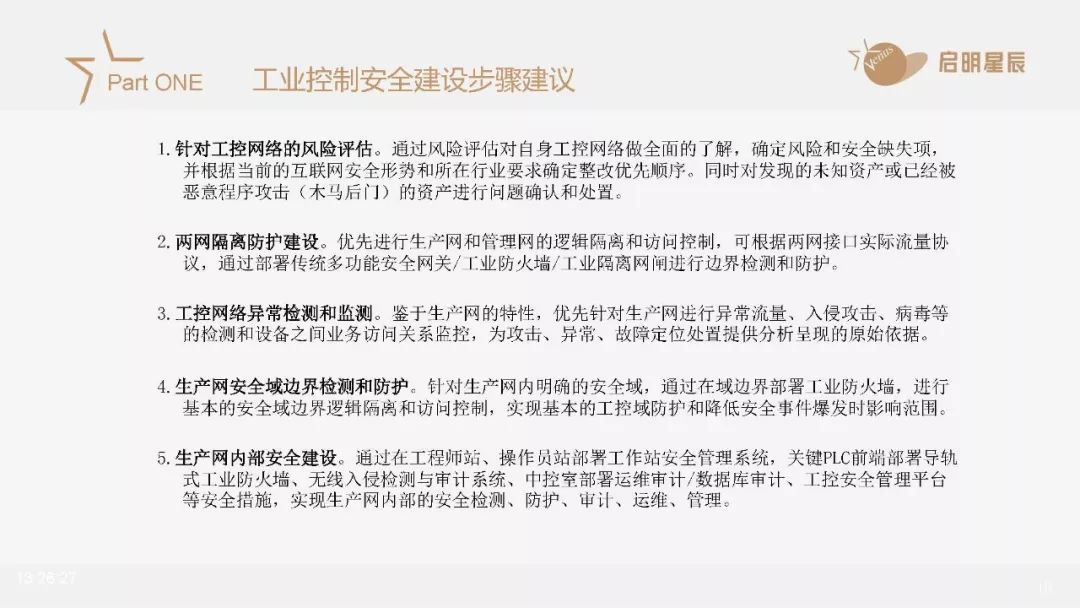 Part ONE
工业控制安全建设步骤建议
Venus
启明星辰
1. 针对工控网络的风险评估。通过风险评估对自身工控网络做全面的了解，确定风险和安全缺失项，
并根据当前的互联网安全形势和所在行业要求确定整改优先顺序。同时对发现的未知资产或已经被
恶意程序攻击（木马后门）的资产进行问题确认和处置。
2. 两网隔离防护建设。优先进行生产网和管理网的逻辑隔离和访问控制，可根据两网接口实际流量协
议，通过部署传统多功能安全网关/工业防火墙/工业隔离网闸进行边界检测和防护。
3. 工控网络异常检测和监测。鉴于生产网的特性，优先针对生产网进行异常流量、入侵攻击、病毒等
的检测和设备之间业务访问关系监控，为攻击、异常、故障定位处置提供分析呈现的原始依据。
4. 生产网安全域边界检测和防护。针对生产网内明确的安全域，通过在域边界部署工业防火墙，进行
基本的安全域边界逻辑隔离和访问控制，实现基本的工控域防护和降低安全事件爆发时影响范围。
5. 生产网内部安全建设。通过在工程师站、操作员站部署工作站安全管理系统，关键PLC前端部署导轨
式工业防火墙、无线入侵检测与审计系统、中控室部署运维审计/数据库审计、工控安全管理平台
等安全措施，实现生产网内部的安全检测、防护、审计、运维、管理。
13:26:27